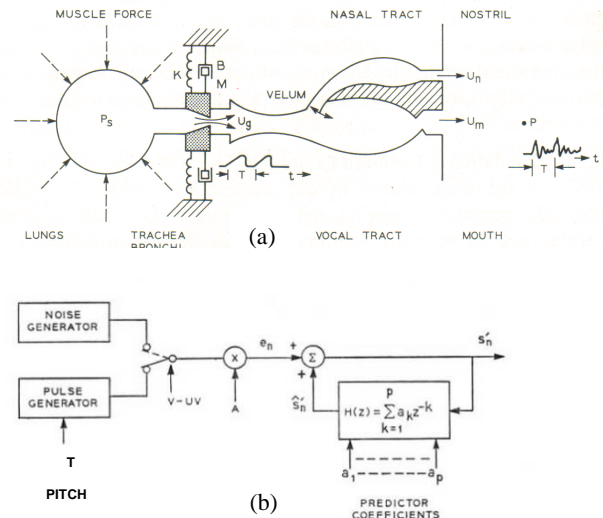 MUSCLE FORCE
NASAL TRACT
NOSTRIL
K
B
M
VELUM
Un
Ps
Ug
Um
P
T
t
T
t
(a)
LUNGS
TRACHEA
BRONCHI
VOCAL TRACT
MOUTH
NOISE
GENERATOR
en
s′n
+
Σ
X
+
PULSE
GENERATOR
V-UV
A
ŝ′n
p
H(z) = Σ akz-k
k=1
T
a1
ap
PITCH
(b)
PREDICTOR
COEFFICIENTS